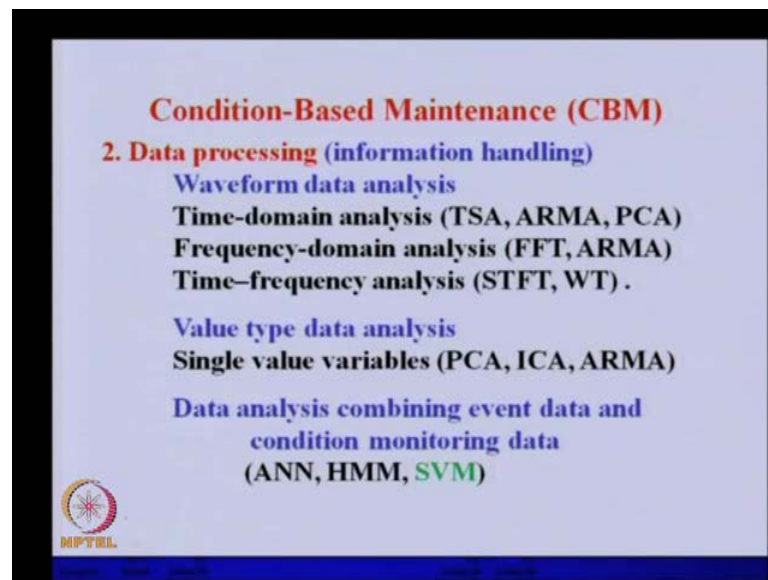 Condition-Based Maintenance (CBM)
2. Data processing (information handling)
Waveform data analysis
Time-domain analysis (TSA, ARMA, PCA)
Frequency-domain analysis (FFT, ARMA)
Time–frequency analysis (STFT, WT) .
Value type data analysis
Single value variables (PCA, ICA, ARMA)
Data analysis combining event data and
condition monitoring data
(ANN, HMM, SVM)
NPTEL